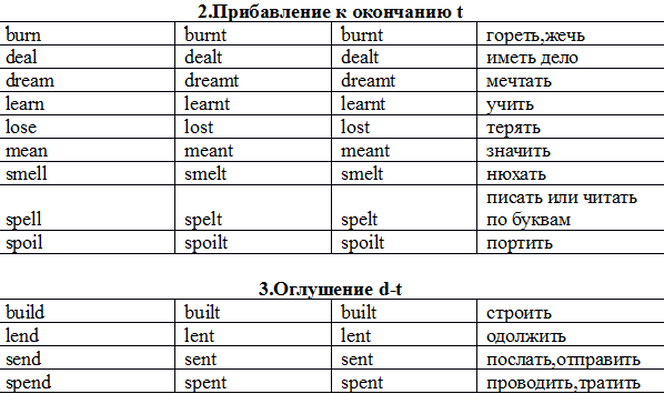 2.Прибавление к окончанию t
burn burnt burnt гореть,жечь
deal dealt dealt иметь дело
dream dreamt dreamt мечтать
learn learnt learnt учить
lose lost lost терять
mean meant meant значить
smell smelt smelt нюхать
писать или читать
spell spelt spelt по буквам
spoil spoilt spoilt портить
3.Оглушение d-t
build built built строить
lend lent lent одолжить
send sent sent послать,отправить
spend spent spent проводить,тратить